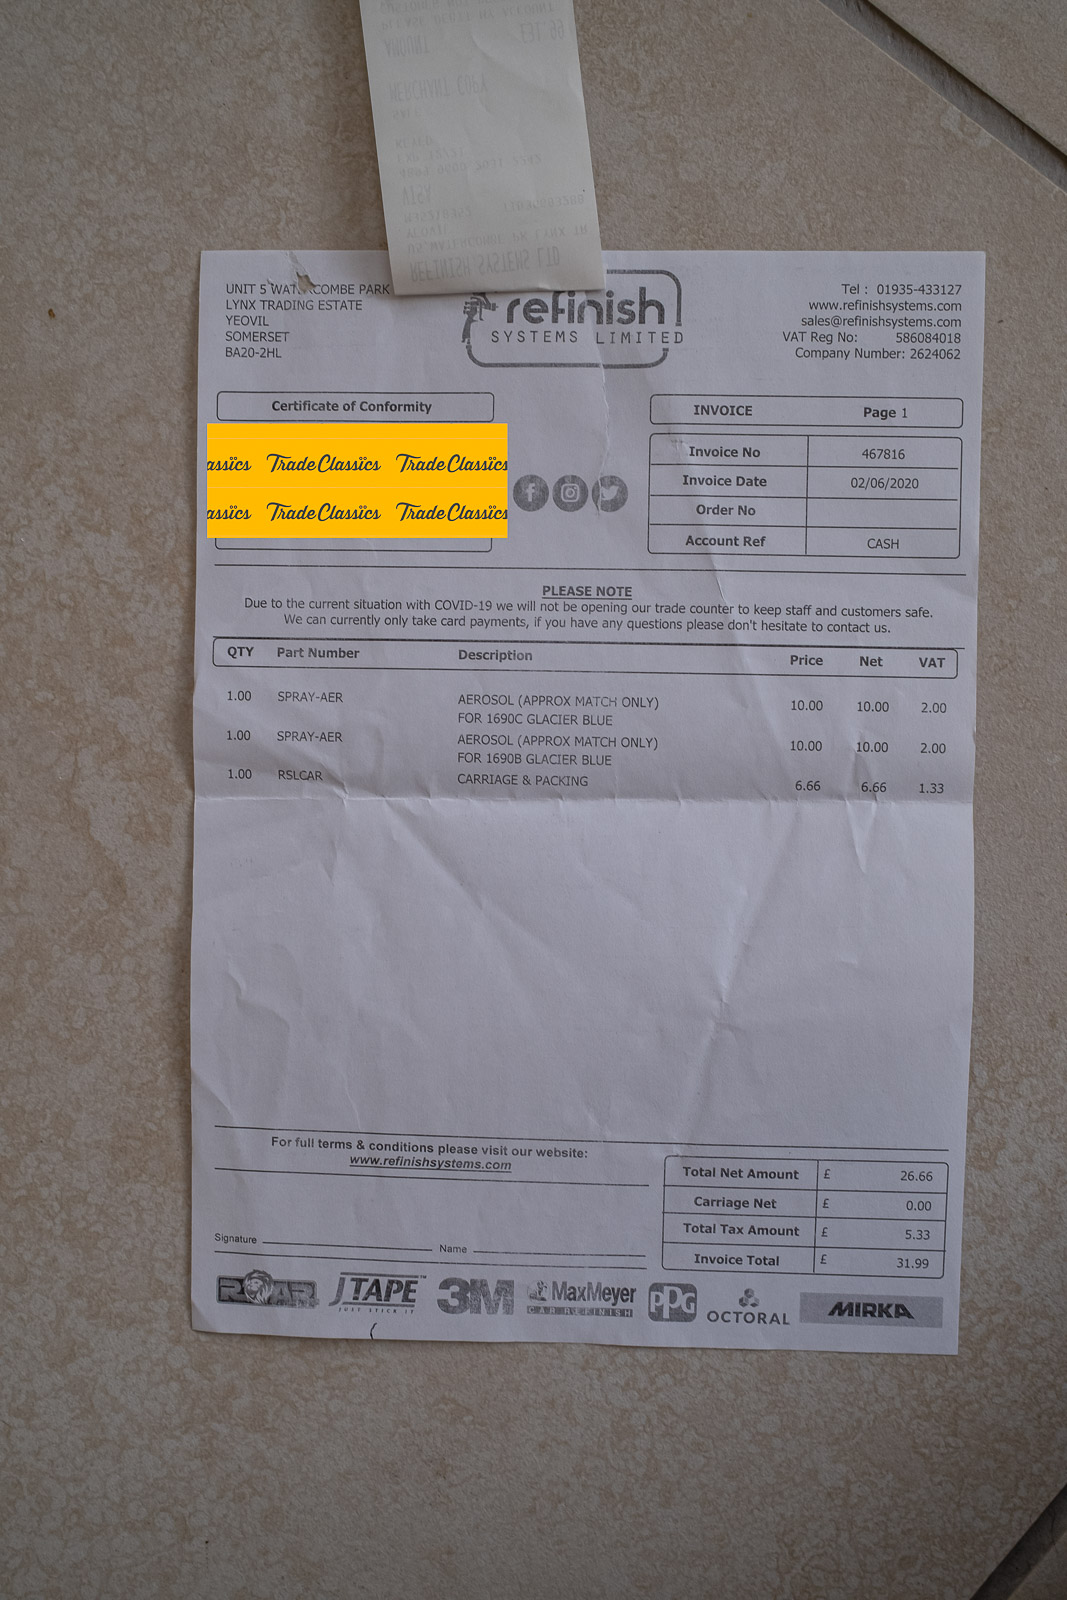 UNIT 5 COMBE PARK
LYNX TRADING ESTATE
YEOVIL
SOMERSET
BA20-2HL
refinish
SYSTEMS LIMITED
Tel : 01935-433127
www.refinishsystems.com
sales@refinishsystems.com
VAT Reg No: 586084018
Company Number: 2624062
Certificate of Conformity
assics Trade Classics Trade Classics
assics Trade Classics Trade Classics
INVOICE Page 1
Invoice No 467816
Invoice Date 02/06/2020
Order No
Account Ref CASH
PLEASE NOTE
Due to the current situation with COVID-19 we will not be opening our trade counter to keep staff and customers safe.
We can currently only take card payments, if you have any questions please don't hesitate to contact us.
QTY Part Number Description Price Net VAT
1.00 SPRAY-AER AEROSOL (APPROX MATCH ONLY) 10.00 10.00 2.00
FOR 1690C GLACIER BLUE
1.00 SPRAY-AER AEROSOL (APPROX MATCH ONLY) 10.00 10.00 2.00
FOR 1690B GLACIER BLUE
1.00 RSLCAR CARRIAGE & PACKING 6.66 6.66 1.33
For full terms & conditions please visit our website:
www.refinishsystems.com
Total Net Amount £ 26.66
Carriage Net £ 0.00
Total Tax Amount £ 5.33
Invoice Total £ 31.99
Signature Name
ROAR JTAPE™ 3M MaxMeyer PPG OCTORAL MIRKA
JUST STICK IT
CAR REFINISH